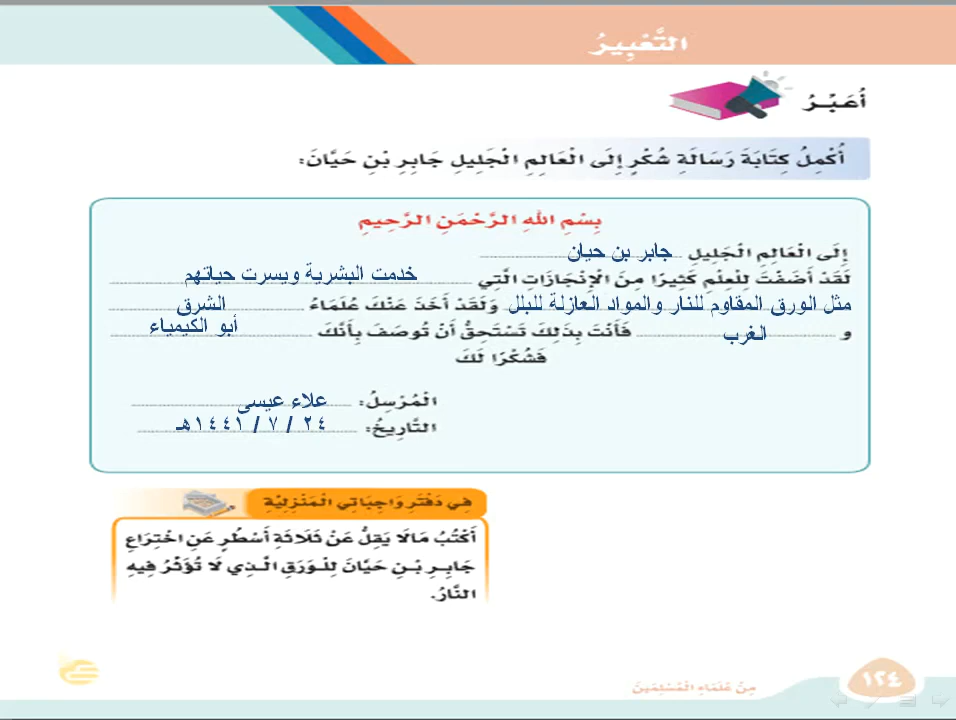 التَّعْبِيرُ
أُعَبِّرُ
أُكْمِلُ كِتَابَةَ رَسَالَةِ شُكْرٍ إِلَى الْعَالِمِ الْجَلِيلِ جَابِرِ بْنِ حَيَّانَ:
بِسْمِ اللهِ الرَّحْمَنِ الرَّحِيمِ
إِلَى الْعَالِمِ الْجَلِيلِ جابر بن حيان
لَقَدْ أَضَفْتَ لِلْعِلْمِ كَثِيرًا مِنَ الْإِنْجَازَاتِ الَّتِي خدمت البشرية ويسرت حياتهم
مثل الورق المقاوم للنار والمواد العازلة للبلل وَلَقَدْ أَخَذَ عَنْكَ عُلَمَاءُ الشرق
و الغرب فَأَنْتَ بِذَلِكَ تَسْتَحِقُّ أَنْ تُوصَفَ بِأَنَّكَ أبو الكيمياء
فَشُكْرًا لَكَ
الْمُرْسِلُ: علاء عيسى
التَّارِيخُ: ٢٤ / ٧ / ١٤٤١هـ
فِي دَفْتَرِ وَاجِبَاتِي الْمَنْزِلِيَّةِ
أَكْتُبُ مَالَا يَقِلُّ عَنْ ثَلَاثَةِ أَسْطُرٍ عَنِ اخْتِرَاعِ
جَابِرِ بْنِ حَيَّانَ لِلْوَرَقِ الَّذِي لَا تُؤَثِّرُ فِيهِ
النَّارُ.
مِنْ عُلَمَاءِ الْمُسْلِمِينَ
١٢٤